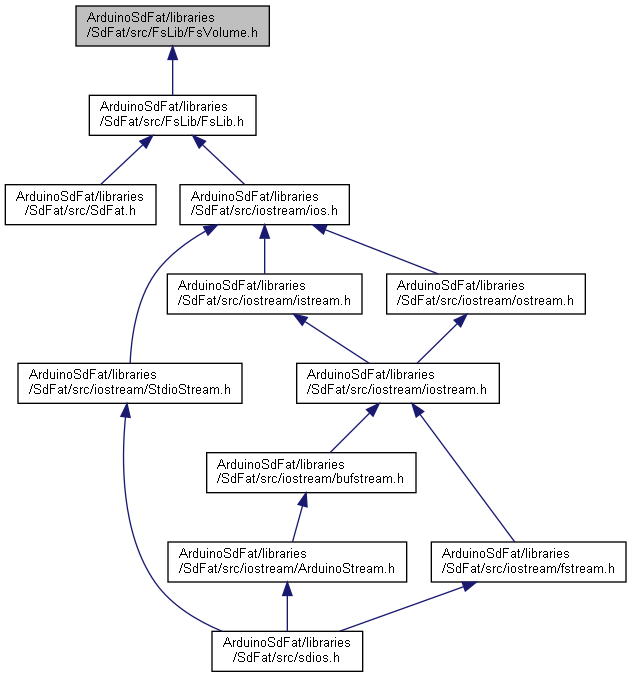 ArduinoSdFat/libraries
/SdFat/src/FsLib/FsVolume.h
ArduinoSdFat/libraries
/SdFat/src/FsLib/FsLib.h
ArduinoSdFat/libraries
/SdFat/src/SdFat.h
ArduinoSdFat/libraries
/SdFat/src/iostream/ios.h
ArduinoSdFat/libraries
/SdFat/src/iostream/istream.h
ArduinoSdFat/libraries
/SdFat/src/iostream/ostream.h
ArduinoSdFat/libraries
/SdFat/src/iostream/StdioStream.h
ArduinoSdFat/libraries
/SdFat/src/iostream/iostream.h
ArduinoSdFat/libraries
/SdFat/src/iostream/bufstream.h
ArduinoSdFat/libraries
/SdFat/src/iostream/ArduinoStream.h
ArduinoSdFat/libraries
/SdFat/src/iostream/fstream.h
ArduinoSdFat/libraries
/SdFat/src/sdios.h